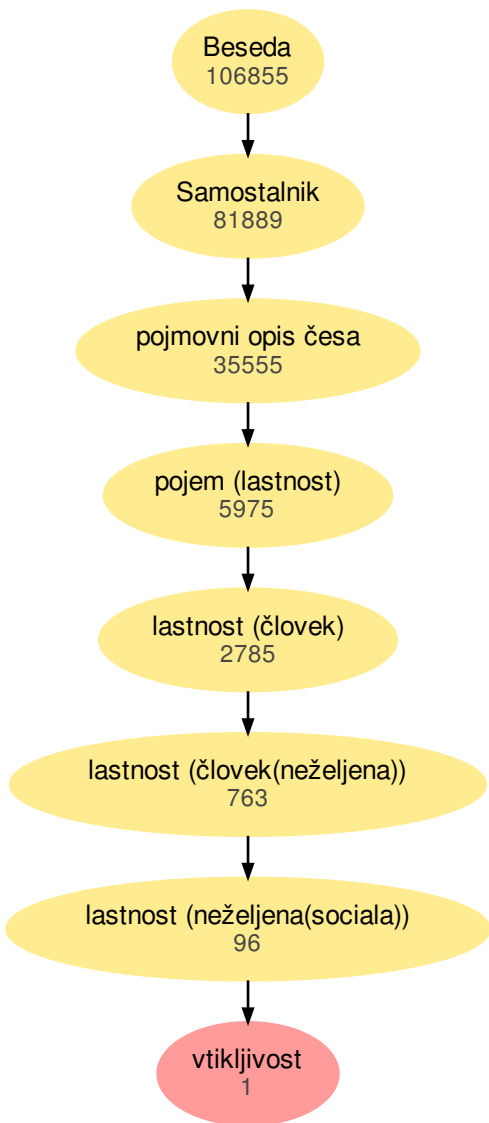 Beseda
106855
Samostalnik
81889
pojmovni opis česa
35555
pojem (lastnost)
5975
lastnost (človek)
2785
lastnost (človek(neželjena))
763
lastnost (neželjena(sociala))
96
vtikljivost
1